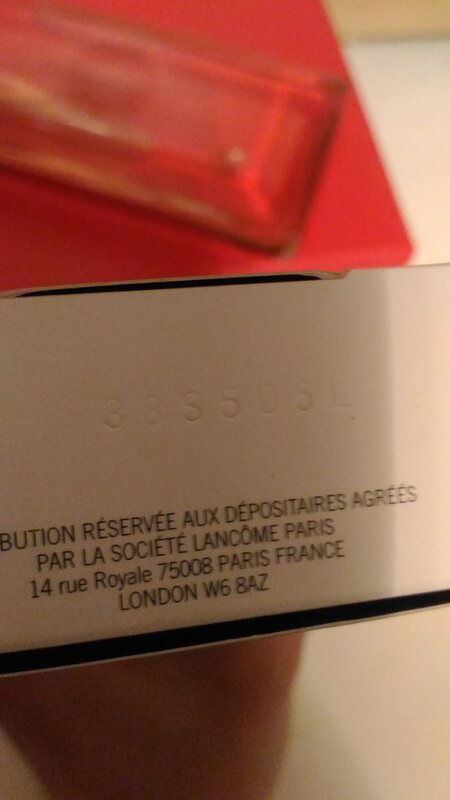 38S505L
BUTION RÉSERVÉE AUX DÉPOSITAIRES AGRÉÉS
PAR LA SOCIÉTÉ LANCÔME PARIS
14 rue Royale 75008 PARIS FRANCE
LONDON W6 8AZ